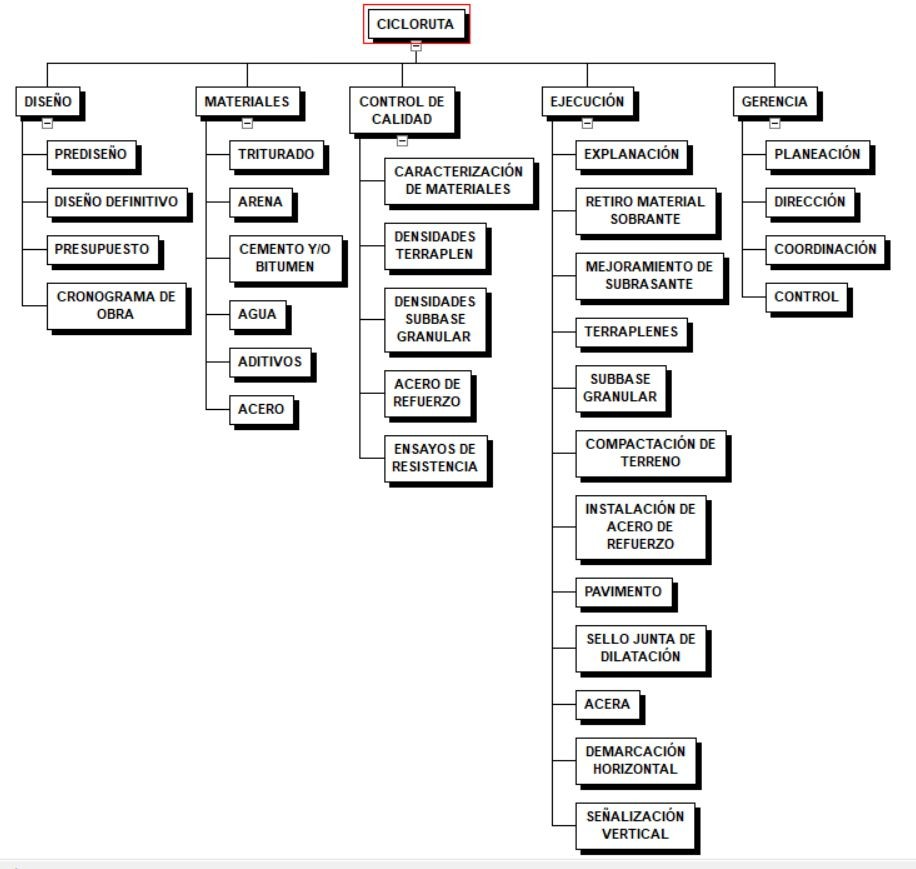 CICLORUTA
DISEÑO
PREDISEÑO
DISEÑO DEFINITIVO
PRESUPUESTO
CRONOGRAMA DE
OBRA
MATERIALES
TRITURADO
ARENA
CEMENTO Y/O
BITUMEN
AGUA
ADITIVOS
ACERO
CONTROL DE
CALIDAD
CARACTERIZACIÓN
DE MATERIALES
DENSIDADES
TERRAPLEN
DENSIDADES
SUBBASE
GRANULAR
ACERO DE
REFUERZO
ENSAYOS DE
RESISTENCIA
EJECUCIÓN
EXPLANACIÓN
RETIRO MATERIAL
SOBRANTE
MEJORAMIENTO DE
SUBRASANTE
TERRAPLENES
SUBBASE
GRANULAR
COMPACTACIÓN DE
TERRENO
INSTALACIÓN DE
ACERO DE
REFUERZO
PAVIMENTO
SELLO JUNTA DE
DILATACIÓN
ACERA
DEMARCACIÓN
HORIZONTAL
SEÑALIZACIÓN
VERTICAL
GERENCIA
PLANEACIÓN
DIRECCIÓN
COORDINACIÓN
CONTROL